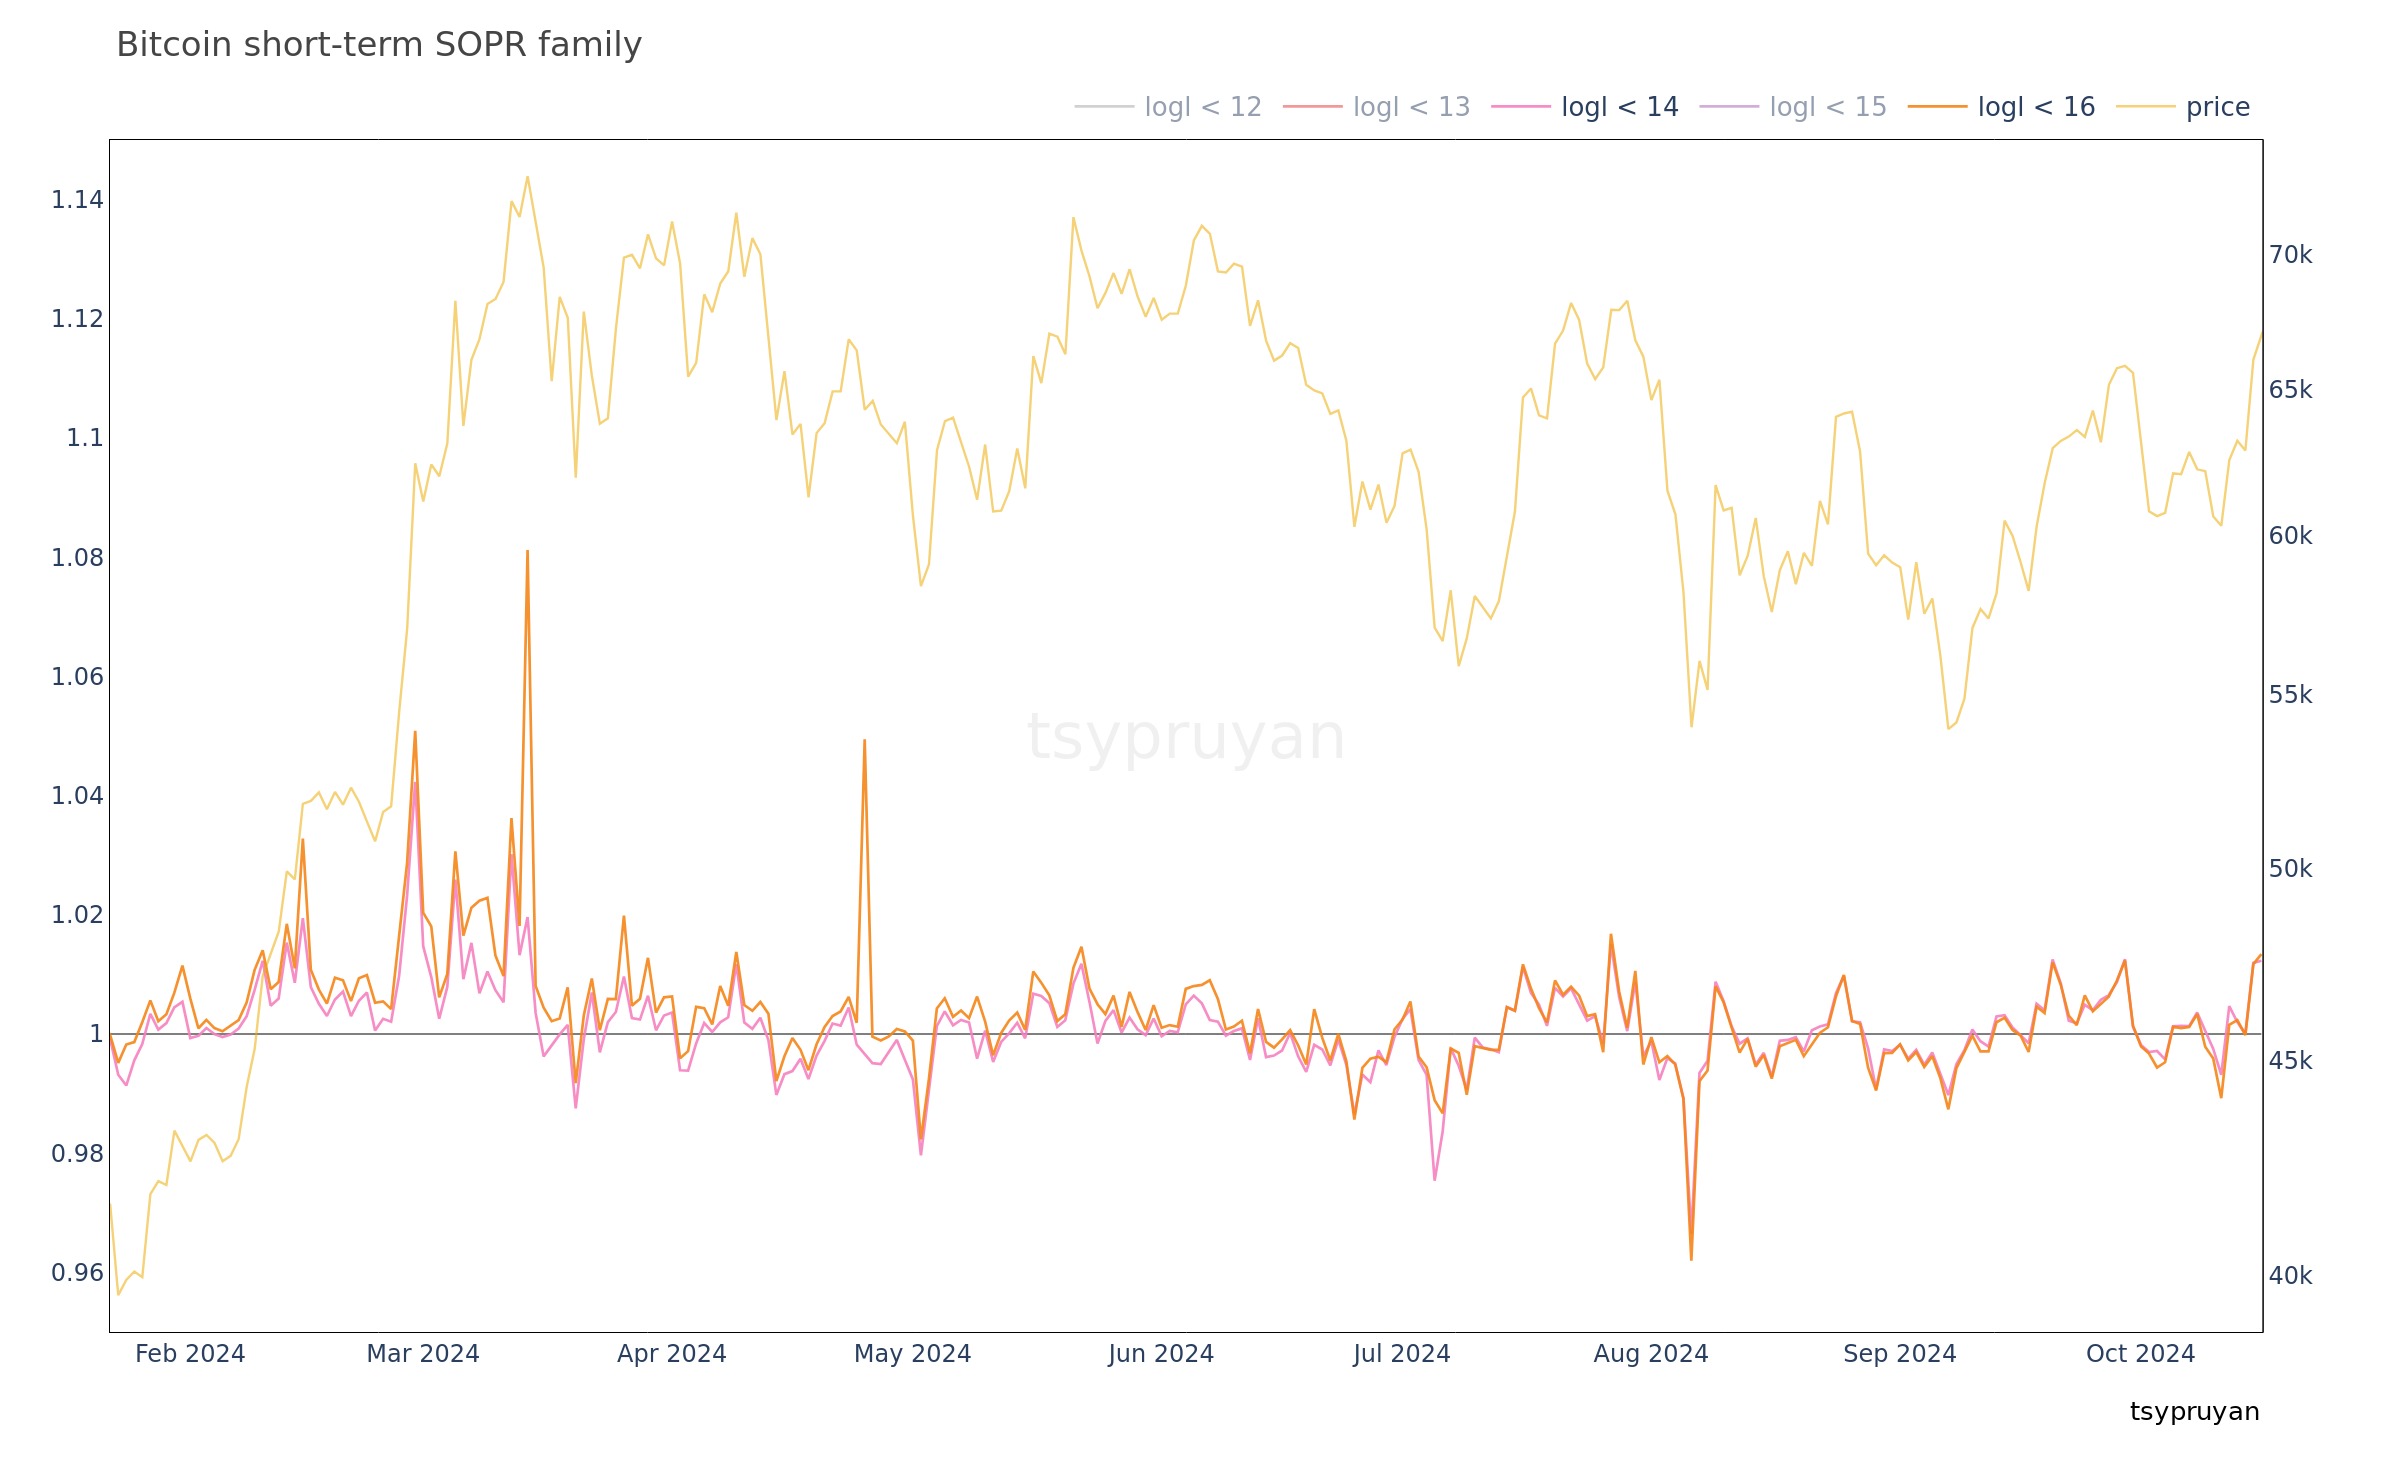 Bitcoin short-term SOPR family
logl < 12 logl < 13 logl < 14 logl < 15 logl < 16 price
1.14
1.12
1.1
1.08
1.06
1.04
1.02
1
0.98
0.96
70k
65k
60k
55k
50k
45k
40k
tsypruyan
Feb 2024 Mar 2024 Apr 2024 May 2024 Jun 2024 Jul 2024 Aug 2024 Sep 2024 Oct 2024
tsypruyan